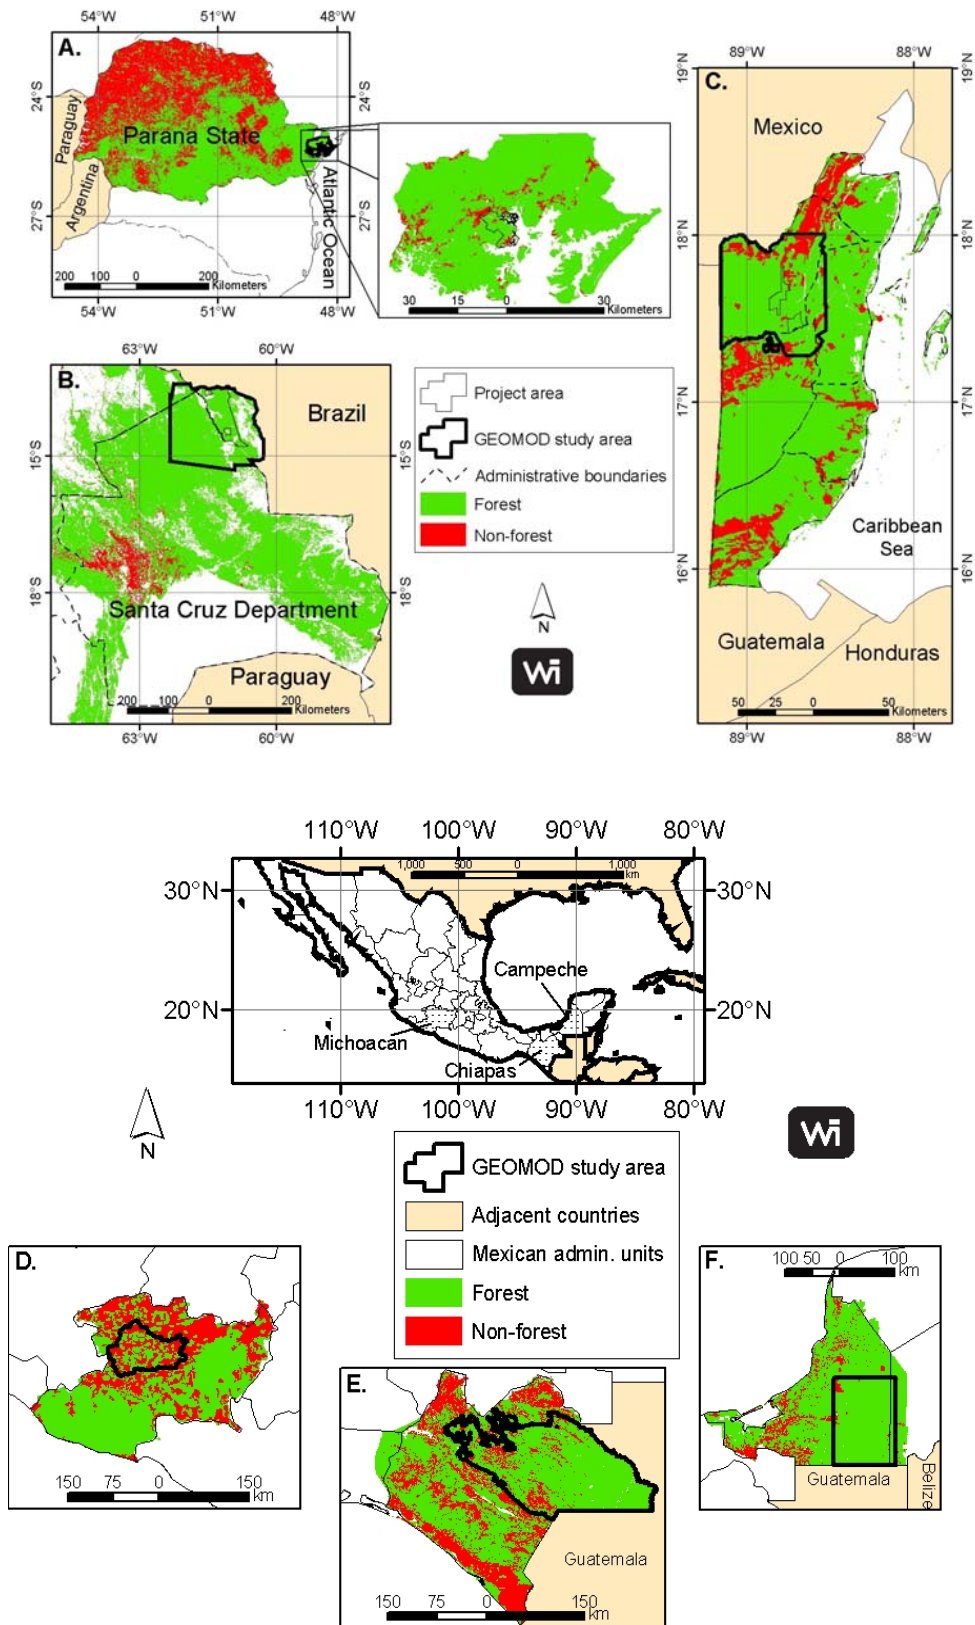 54°W 51°W 48°W
A.
24°S
24°S
Paraguay
Parana State
Argentina
Atlantic Ocean
27°S
27°S
200 100 0 200
Kilometers
54°W 51°W 48°W
30 15 0 30
Kilometers
63°W 60°W
B.
Brazil
15°S
15°S
18°S
18°S
Santa Cruz Department
Paraguay
200 100 0 200
Kilometers
63°W 60°W
Project area
GEOMOD study area
Administrative boundaries
Forest
Non-forest
N
Wi
89°W 88°W
19°N
19°N
C.
Mexico
18°N
18°N
17°N
17°N
Caribbean
Sea
16°N
16°N
Guatemala
Honduras
50 25 0 50
Kilometers
89°W 88°W
110°W 100°W 90°W 80°W
1,000 500 0 1,000
km
30°N
30°N
Campeche
20°N
20°N
Michoacan
Chiapas
110°W 100°W 90°W 80°W
N
Wi
GEOMOD study area
Adjacent countries
Mexican admin. units
Forest
Non-forest
D.
150 75 0 150
km
E.
Guatemala
150 75 0 150
km
F.
100 50 0 100
km
Guatemala
Belize